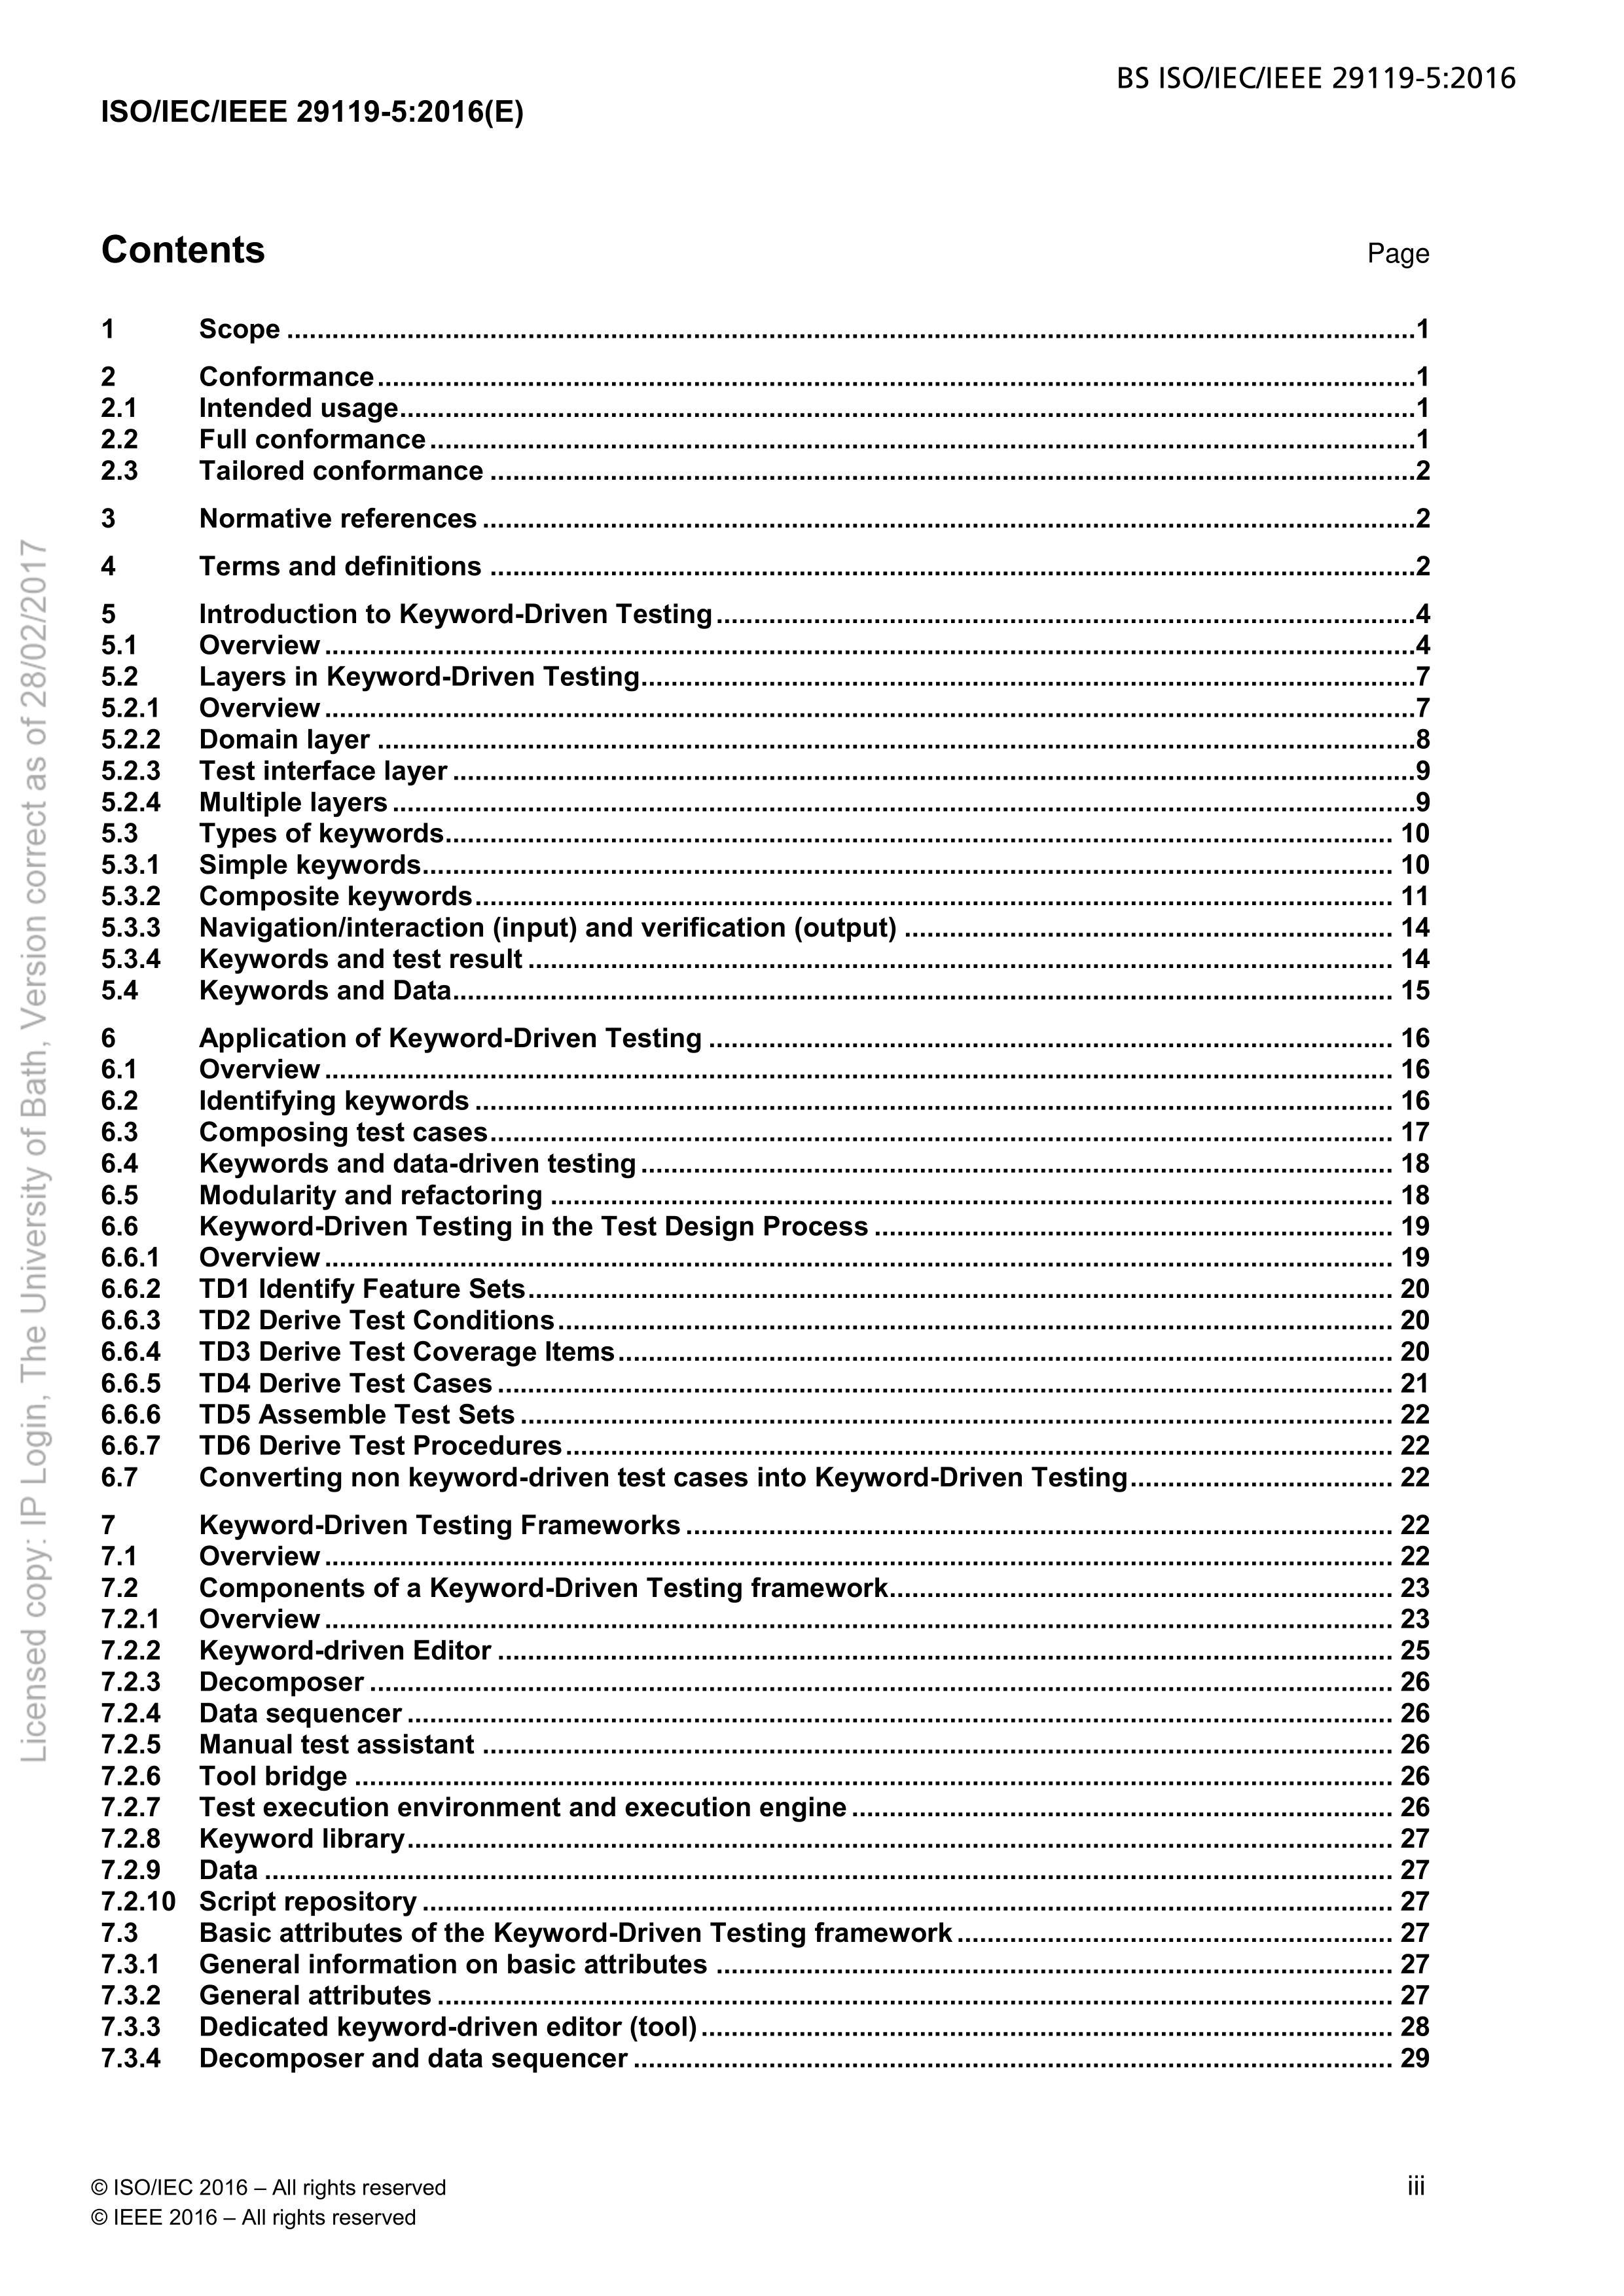 BS ISO/IEC/IEEE 29119-5:2016
ISO/IEC/IEEE 29119-5:2016(E)
Contents Page
1 Scope ..... 1
2 Conformance ..... 1
2.1 Intended usage ..... 1
2.2 Full conformance ..... 1
2.3 Tailored conformance ..... 2
3 Normative references ..... 2
4 Terms and definitions ..... 2
5 Introduction to Keyword-Driven Testing ..... 4
5.1 Overview ..... 4
5.2 Layers in Keyword-Driven Testing ..... 7
5.2.1 Overview ..... 7
5.2.2 Domain layer ..... 8
5.2.3 Test interface layer ..... 9
5.2.4 Multiple layers ..... 9
5.3 Types of keywords ..... 10
5.3.1 Simple keywords ..... 10
5.3.2 Composite keywords ..... 11
5.3.3 Navigation/interaction (input) and verification (output) ..... 14
5.3.4 Keywords and test result ..... 14
5.4 Keywords and Data ..... 15
6 Application of Keyword-Driven Testing ..... 16
6.1 Overview ..... 16
6.2 Identifying keywords ..... 16
6.3 Composing test cases ..... 17
6.4 Keywords and data-driven testing ..... 18
6.5 Modularity and refactoring ..... 18
6.6 Keyword-Driven Testing in the Test Design Process ..... 19
6.6.1 Overview ..... 19
6.6.2 TD1 Identify Feature Sets ..... 20
6.6.3 TD2 Derive Test Conditions ..... 20
6.6.4 TD3 Derive Test Coverage Items ..... 20
6.6.5 TD4 Derive Test Cases ..... 21
6.6.6 TD5 Assemble Test Sets ..... 22
6.6.7 TD6 Derive Test Procedures ..... 22
6.7 Converting non keyword-driven test cases into Keyword-Driven Testing ..... 22
7 Keyword-Driven Testing Frameworks ..... 22
7.1 Overview ..... 22
7.2 Components of a Keyword-Driven Testing framework ..... 23
7.2.1 Overview ..... 23
7.2.2 Keyword-driven Editor ..... 25
7.2.3 Decomposer ..... 26
7.2.4 Data sequencer ..... 26
7.2.5 Manual test assistant ..... 26
7.2.6 Tool bridge ..... 26
7.2.7 Test execution environment and execution engine ..... 26
7.2.8 Keyword library ..... 27
7.2.9 Data ..... 27
7.2.10 Script repository ..... 27
7.3 Basic attributes of the Keyword-Driven Testing framework ..... 27
7.3.1 General information on basic attributes ..... 27
7.3.2 General attributes ..... 27
7.3.3 Dedicated keyword-driven editor (tool) ..... 28
7.3.4 Decomposer and data sequencer ..... 29
© ISO/IEC 2016 – All rights reserved iii
© IEEE 2016 – All rights reserved
Licensed copy: IP Login, The University of Bath, Version correct as of 28/02/2017